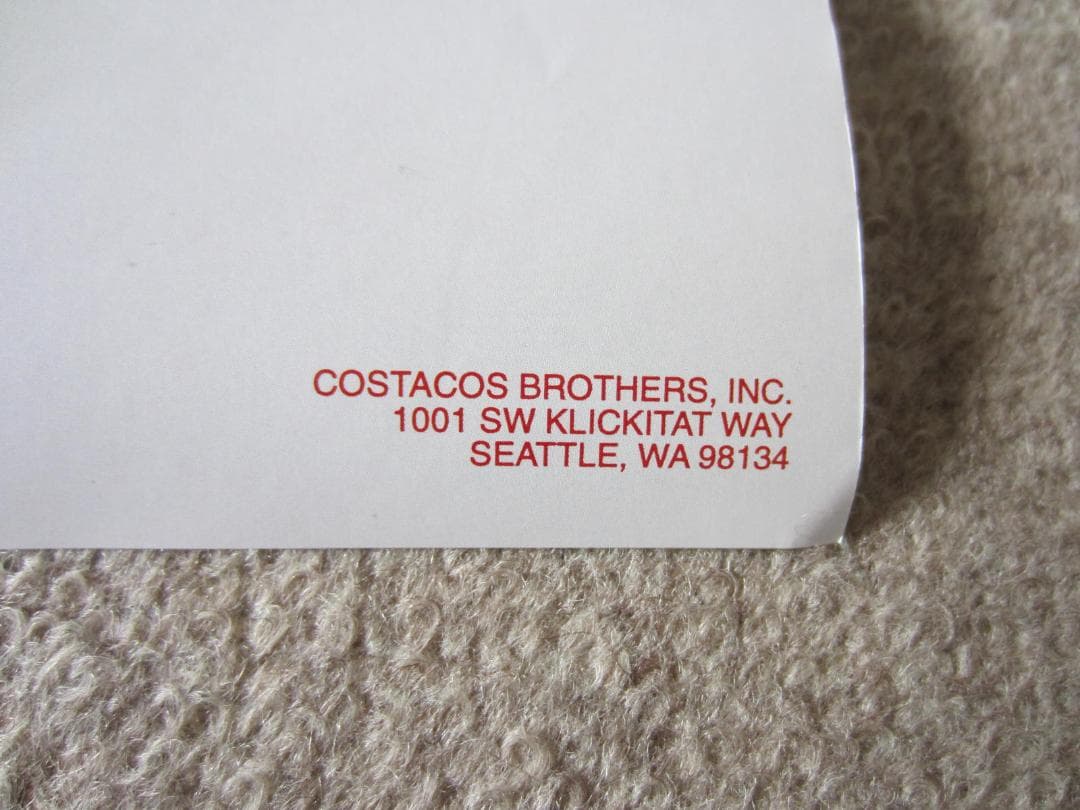 COSTACOS BROTHERS, INC.
1001 SW KLICKITAT WAY
SEATTLE, WA 98134